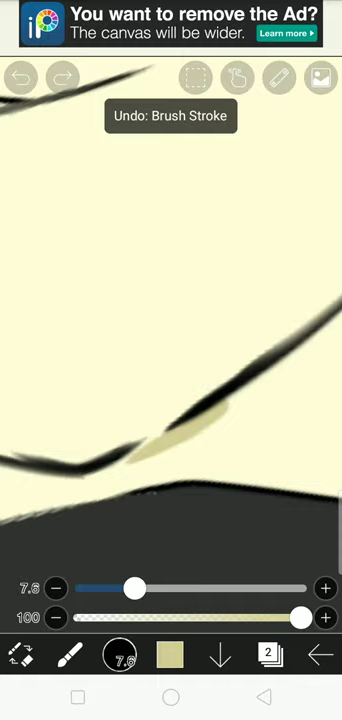 iP
You want to remove the Ad?
The canvas will be wider.
Learn more
Undo: Brush Stroke
7.6
100
7.6
2